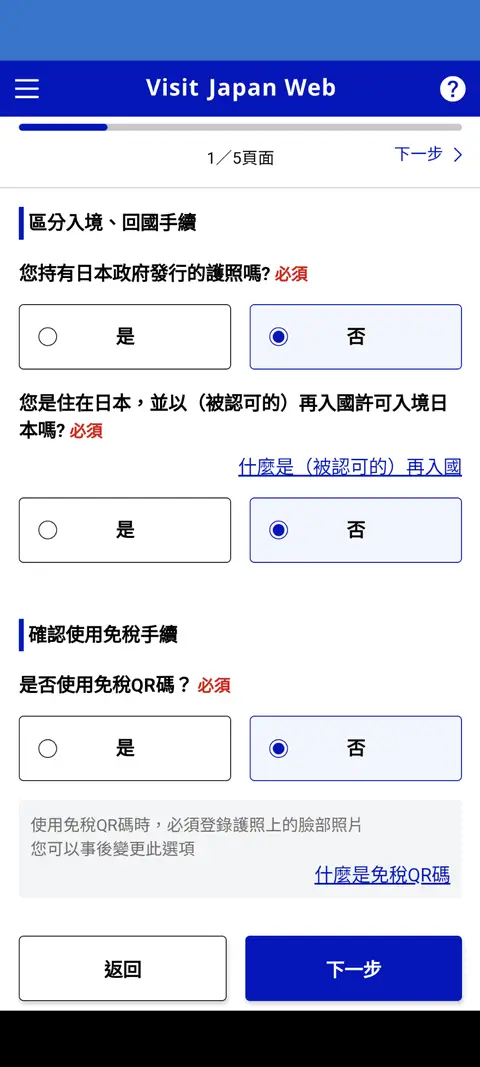 Visit Japan Web
?
1／5頁面
下一步
區分入境、回國手續
您持有日本政府發行的護照嗎? 必須
是
否
您是住在日本，並以（被認可的）再入國許可入境日
本嗎? 必須
什麼是（被認可的）再入國
是
否
確認使用免稅手續
是否使用免稅QR碼？ 必須
是
否
使用免稅QR碼時，必須登錄護照上的臉部照片
您可以事後變更此選項
什麼是免稅QR碼
返回
下一步